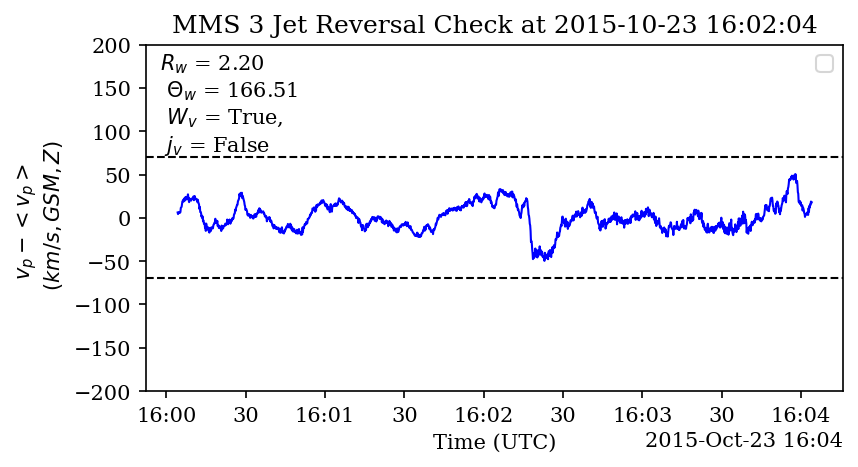 MMS 3 Jet Reversal Check at 2015-10-23 16:02:04
R_w = 2.20
Θ_w = 166.51
W_v = True,
j_v = False
v_p − < v_p >
(km/s, GSM, Z)
200
150
100
50
0
−50
−100
−150
−200
16:00 30 16:01 30 16:02 30 16:03 30 16:04
Time (UTC) 2015-Oct-23 16:04